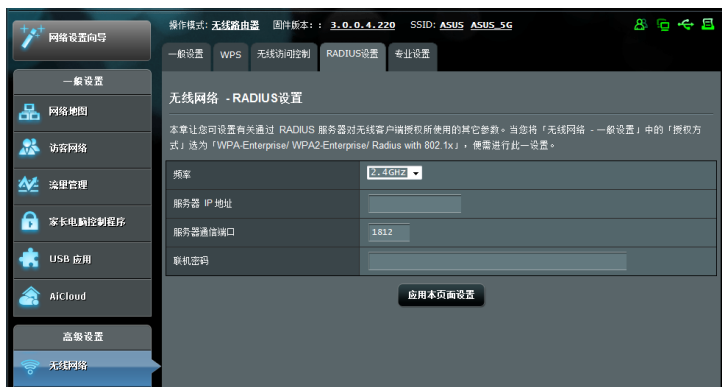 操作模式: 无线路由器 固件版本: : 3.0.0.4.220 SSID: ASUS ASUS_5G
网络设置向导
一般设置 WPS 无线访问控制 RADIUS设置 专业设置
一般设置
网络地图
访客网络
流量管理
家长电脑控制程序
USB 应用
AiCloud
高级设置
无线网络
无线网络 - RADIUS设置
本章让您可设置有关通过 RADIUS 服务器对无线客户端授权所使用的其它参数。当您将「无线网络 - 一般设置」中的「授权方
式」选为「WPA-Enterprise/ WPA2-Enterprise/ Radius with 802.1x」，便需进行此一设置。
频率 2.4GHZ
服务器 IP 地址
服务器通信端口 1812
联机密码
应用本页面设置